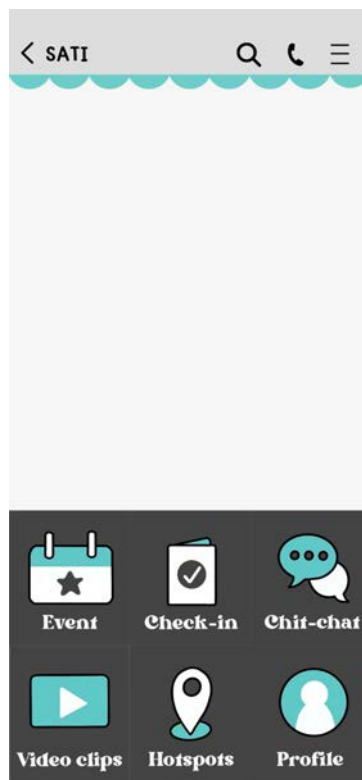 SATI
Event
Check-in
Chit-chat
Video clips
Hotspots
Profile